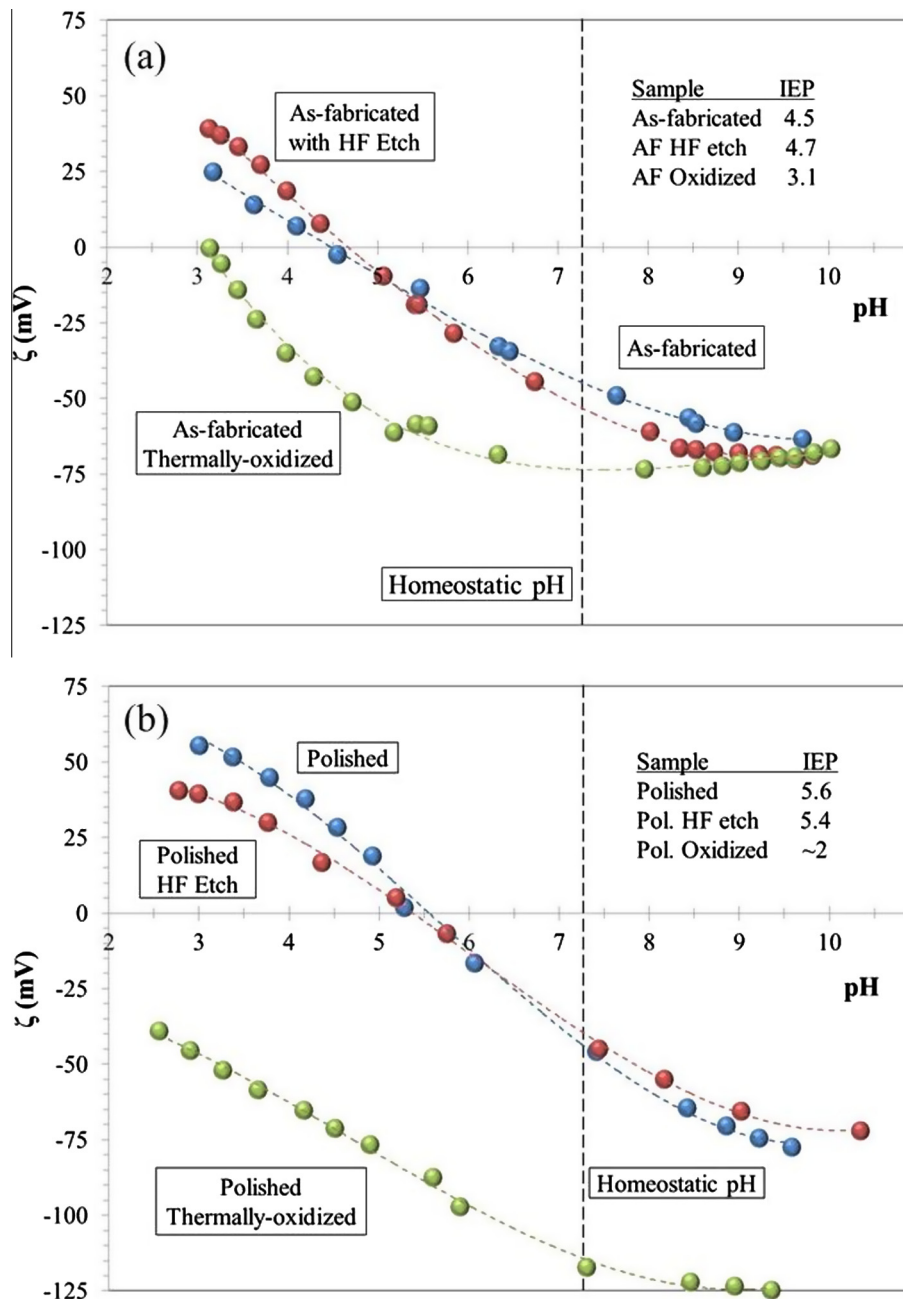 (a)
75
50
25
0
-25
-50
-75
-100
-125
ζ (mV)
2 3 4 5 6 7 8 9 10
pH
As-fabricated
with HF Etch
Sample IEP
As-fabricated 4.5
AF HF etch 4.7
AF Oxidized 3.1
As-fabricated
As-fabricated
Thermally-oxidized
Homeostatic pH
(b)
75
50
25
0
-25
-50
-75
-100
-125
ζ (mV)
2 3 4 5 6 7 8 9 10
pH
Polished
Sample IEP
Polished 5.6
Pol. HF etch 5.4
Pol. Oxidized ~2
Polished
HF Etch
Polished
Thermally-oxidized
Homeostatic pH